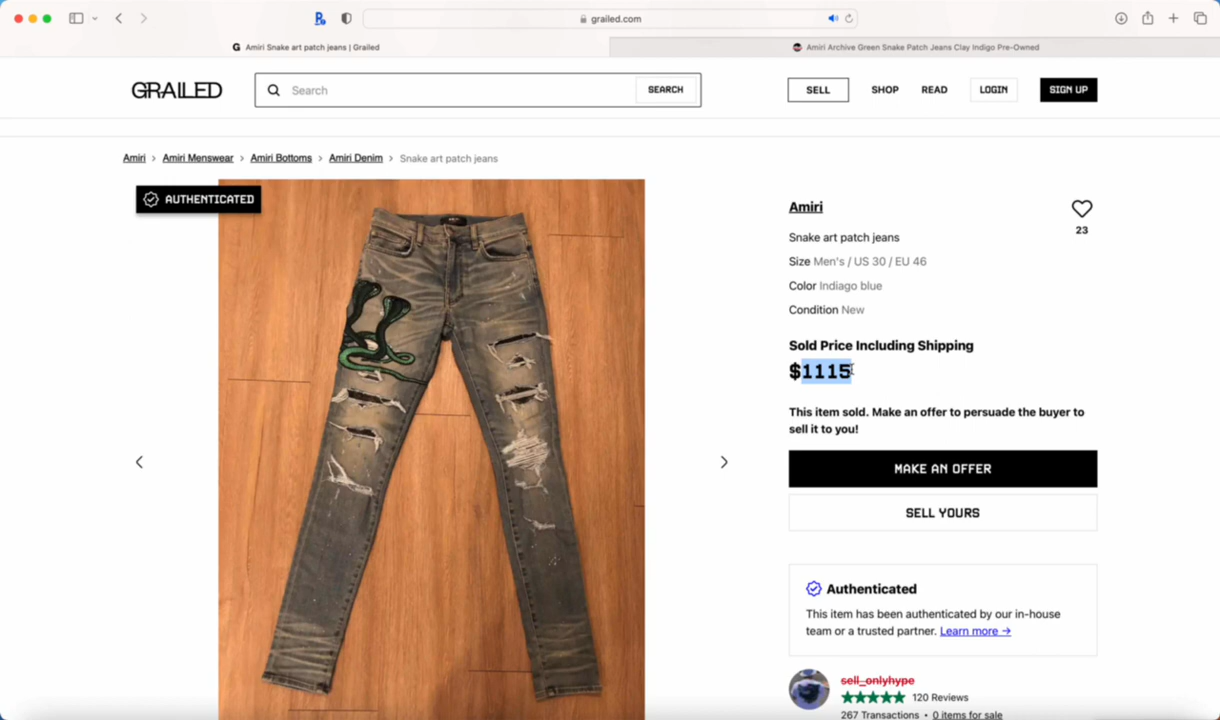 grailed.com
Amiri Snake art patch jeans | Grailed
Amiri Archive Green Snake Patch Jeans Clay Indigo Pre-Owned
GRAILED
Search
SEARCH
SELL
SHOP
READ
LOGIN
SIGN UP
Amiri > Amiri Menswear > Amiri Bottoms > Amiri Denim > Snake art patch jeans
AUTHENTICATED
Amiri
23
Snake art patch jeans
Size Men's / US 30 / EU 46
Color Indiago blue
Condition New
Sold Price Including Shipping
$1115
This item sold. Make an offer to persuade the buyer to
sell it to you!
MAKE AN OFFER
SELL YOURS
Authenticated
This item has been authenticated by our in-house
team or a trusted partner. Learn more →
sell_onlyhype
120 Reviews
267 Transactions • 0 items for sale